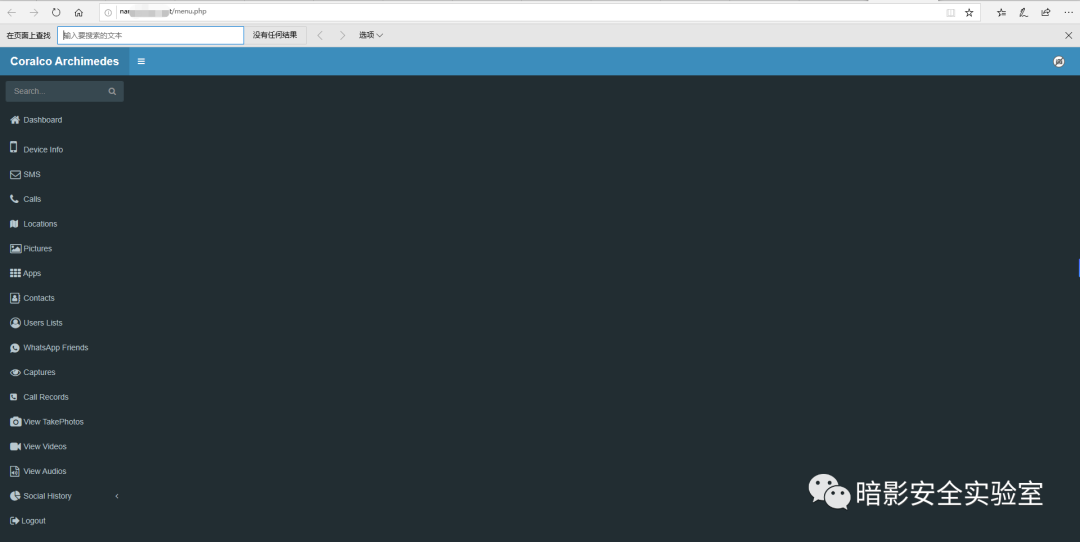 /menu.php
在页面上查找
输入要搜索的文本
没有任何结果
选项
Coralco Archimedes
Search...
Dashboard
Device Info
SMS
Calls
Locations
Pictures
Apps
Contacts
Users Lists
WhatsApp Friends
Captures
Call Records
View TakePhotos
View Videos
View Audios
Social History
Logout
暗影安全实验室